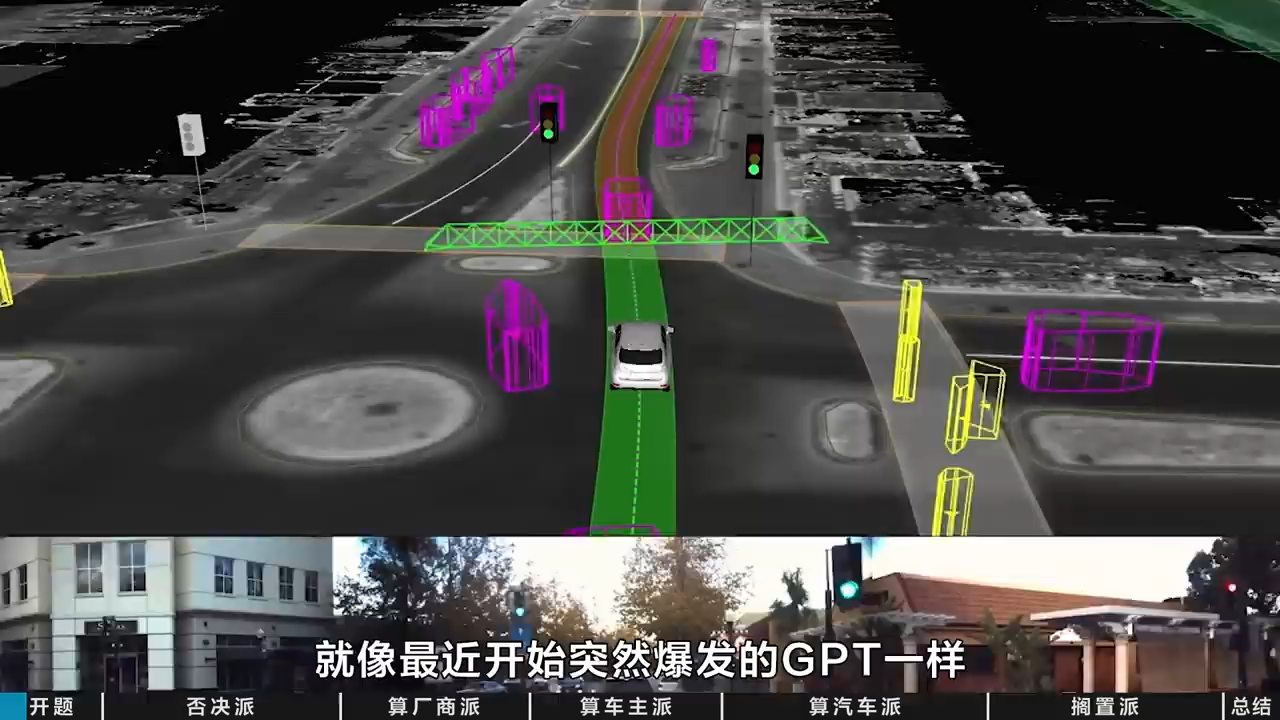 就像最近开始突然爆发的GPT一样
开题
否决派
算厂商派
算车主派
算汽车派
搁置派
总结